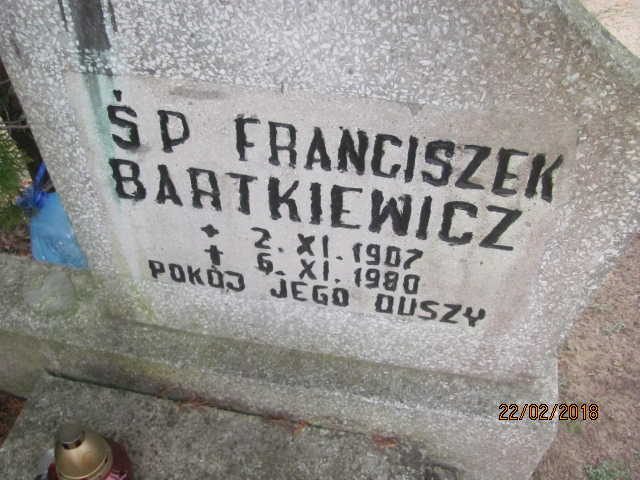 ŚP FRANCISZEK
BARTKIEWICZ
* 2. XI. 1907
+ 6. XI. 1980
POKÓJ JEGO DUSZY
22/02/2018